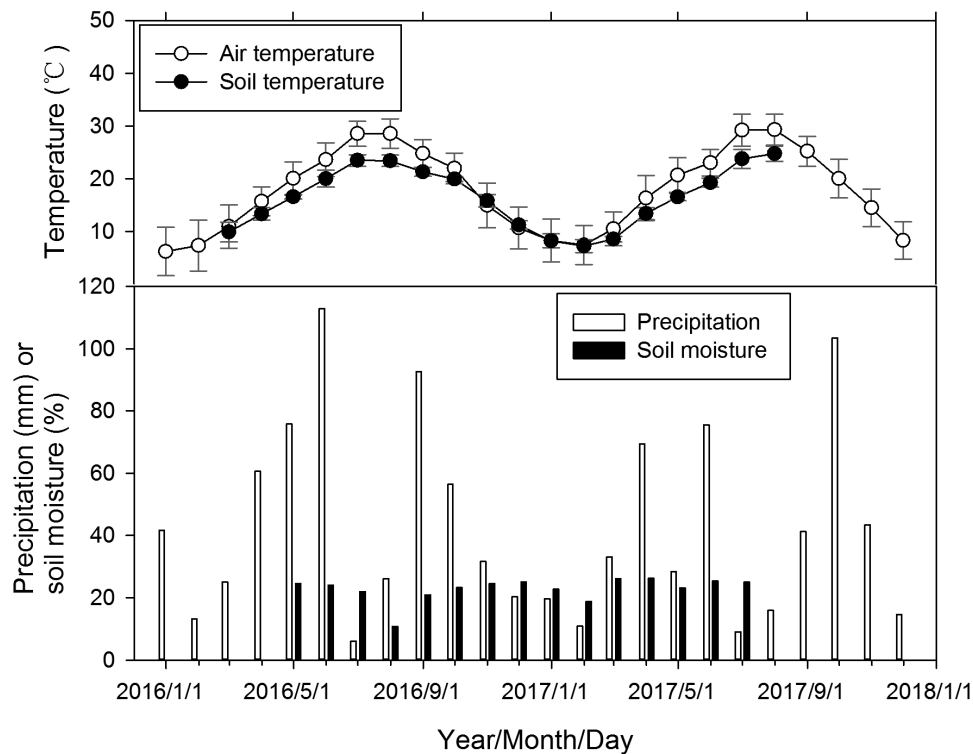 50
40
30
20
10
Temperature (℃)
Air temperature
Soil temperature
120
100
80
60
40
20
0
Precipitation (mm) or
soil moisture (%)
Precipitation
Soil moisture
2016/1/1 2016/5/1 2016/9/1 2017/1/1 2017/5/1 2017/9/1 2018/1/1
Year/Month/Day